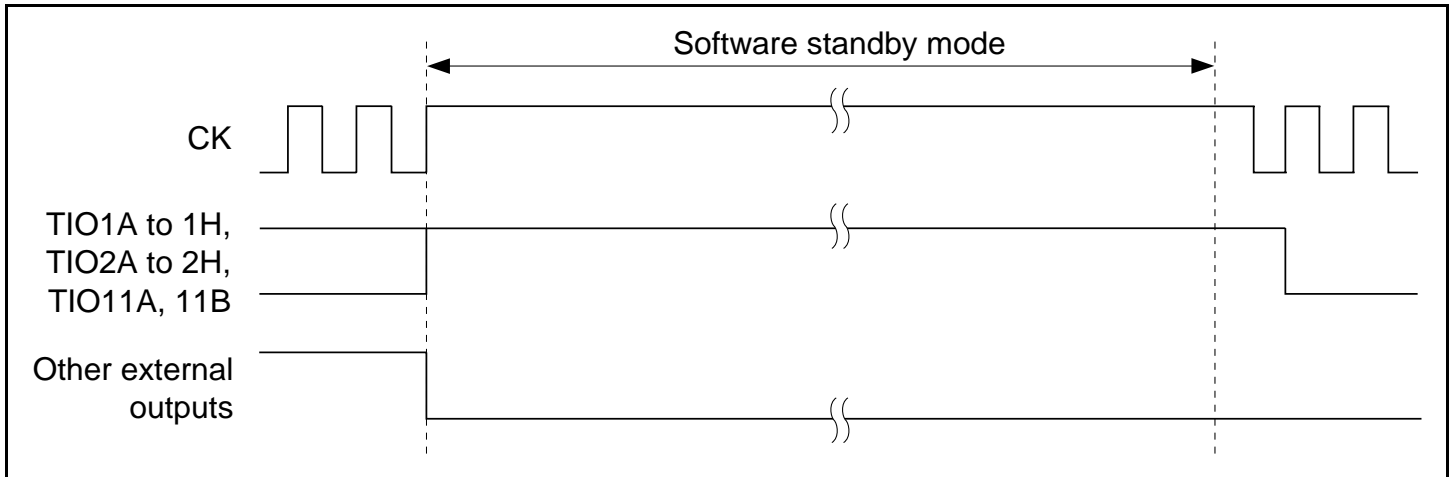 Software standby mode
CK
TIO1A to 1H,
TIO2A to 2H,
TIO11A, 11B
Other external
outputs